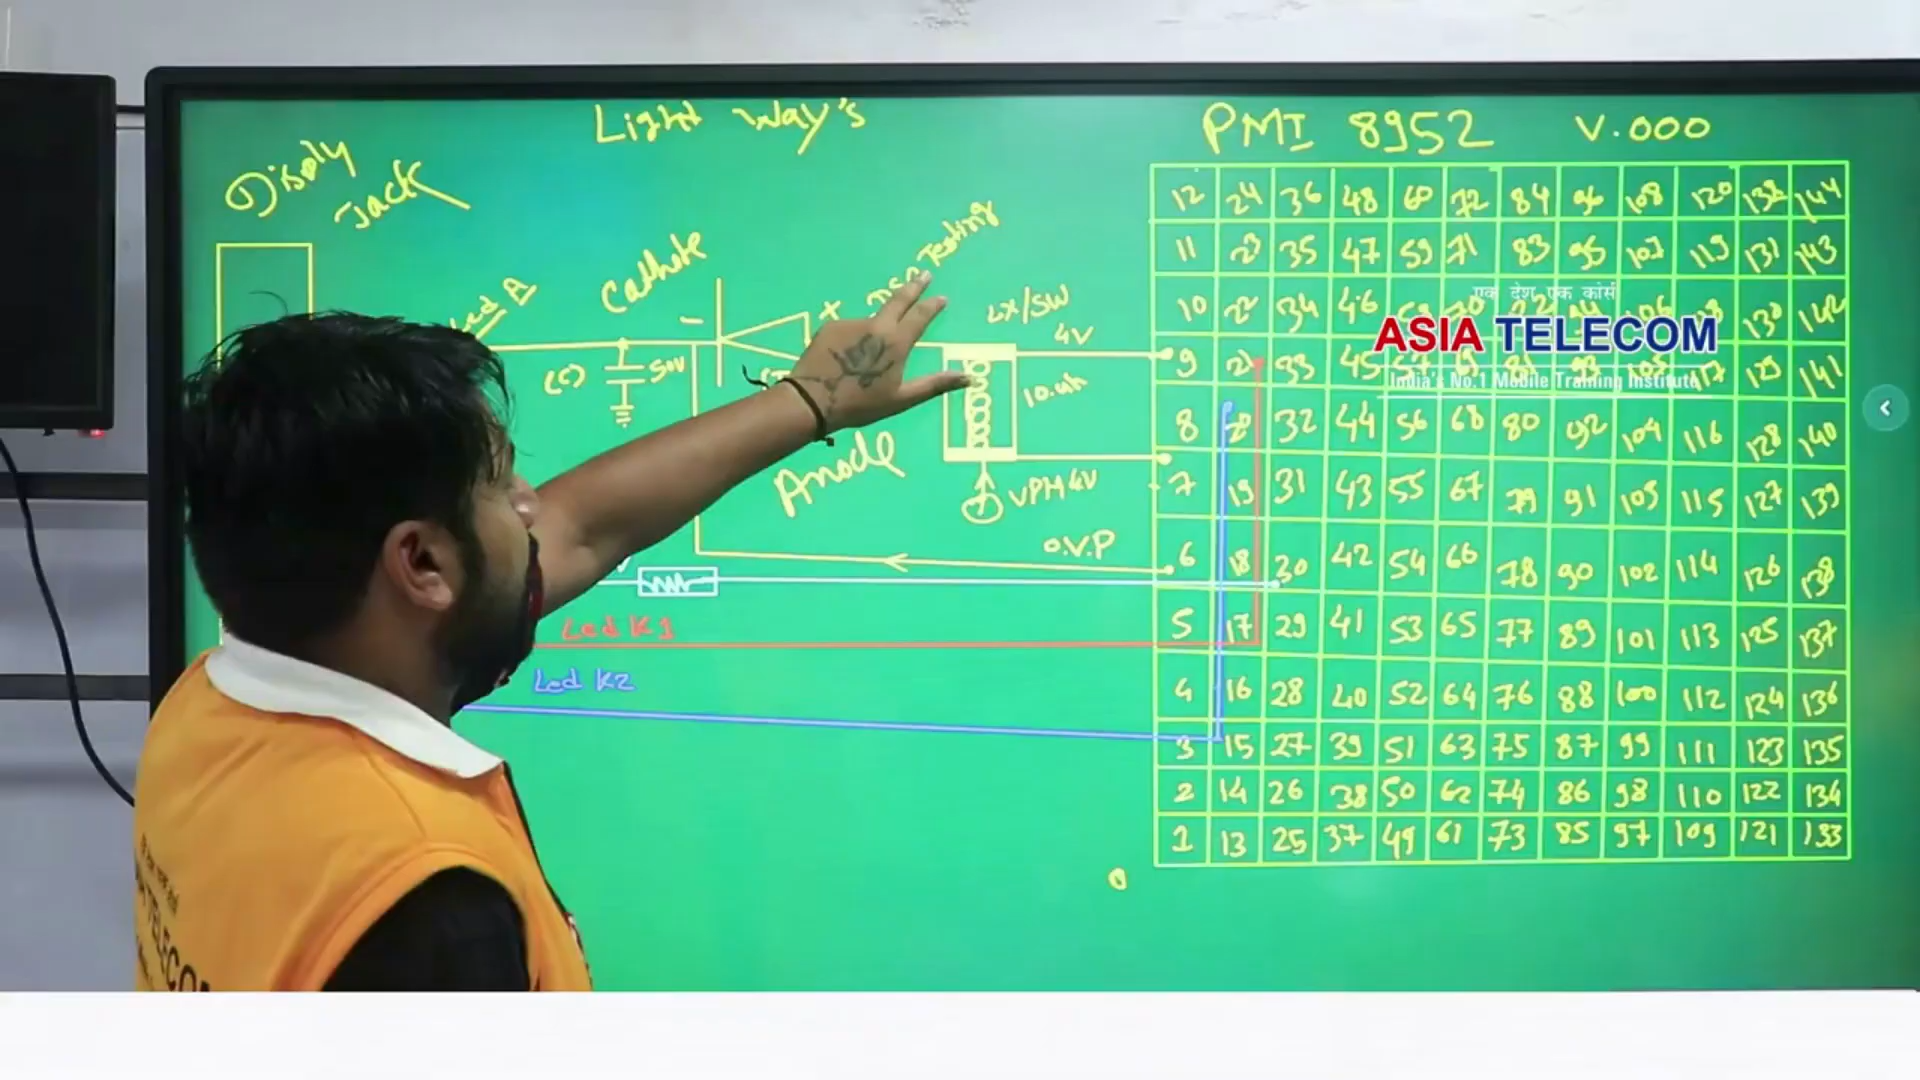 Light Way's
PMI 8952 V.000
Disply
Jack
Led A
Cathote
-
+
Testing
LX/SW
4V
(C)
50V
10.uh
Anode
VPH 4V
O.V.P
Led K1
Led K2
12 24 36 48 60 72 84 96 108 120 132 144
11 23 35 47 59 71 83 95 107 119 131 143
10 22 34 46 130 142
9 21 33 45 129 141
8 20 32 44 56 68 80 92 104 116 128 140
7 19 31 43 55 67 79 91 103 115 127 139
6 18 30 42 54 66 78 90 102 114 126 138
5 17 29 41 53 65 77 89 101 113 125 137
4 16 28 40 52 64 76 88 100 112 124 136
3 15 27 39 51 63 75 87 99 111 123 135
2 14 26 38 50 62 74 86 98 110 122 134
1 13 25 37 49 61 73 85 97 109 121 133
एक देश एक कोर्स
ASIA TELECOM
India's No.1 Mobile Training Institute
TELECOM